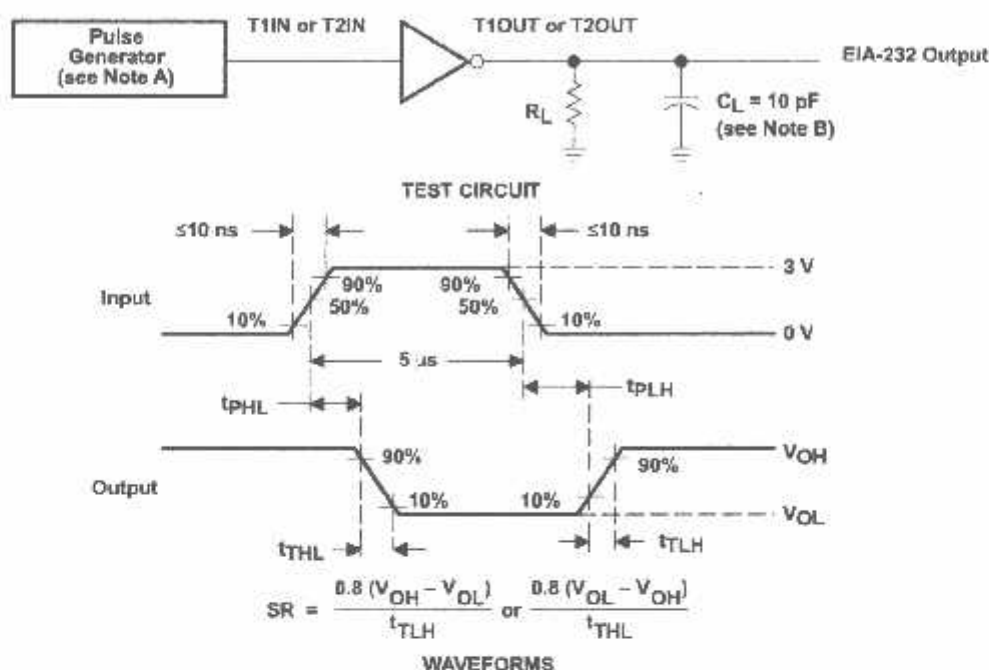 T1IN or T2IN
T1OUT or T2OUT
Pulse
Generator
(see Note A)
EIA-232 Output
RL
CL = 10 pF
(see Note B)
TEST CIRCUIT
≤10 ns
≤10 ns
3 V
90%
90%
Input
50%
50%
10%
10%
0 V
5 µs
tPHL
tPLH
VOH
90%
90%
Output
10%
10%
VOL
tTHL
tTLH
SR = 0.8 (VOH – VOL) / tTLH or 0.8 (VOL – VOH) / tTHL
WAVEFORMS